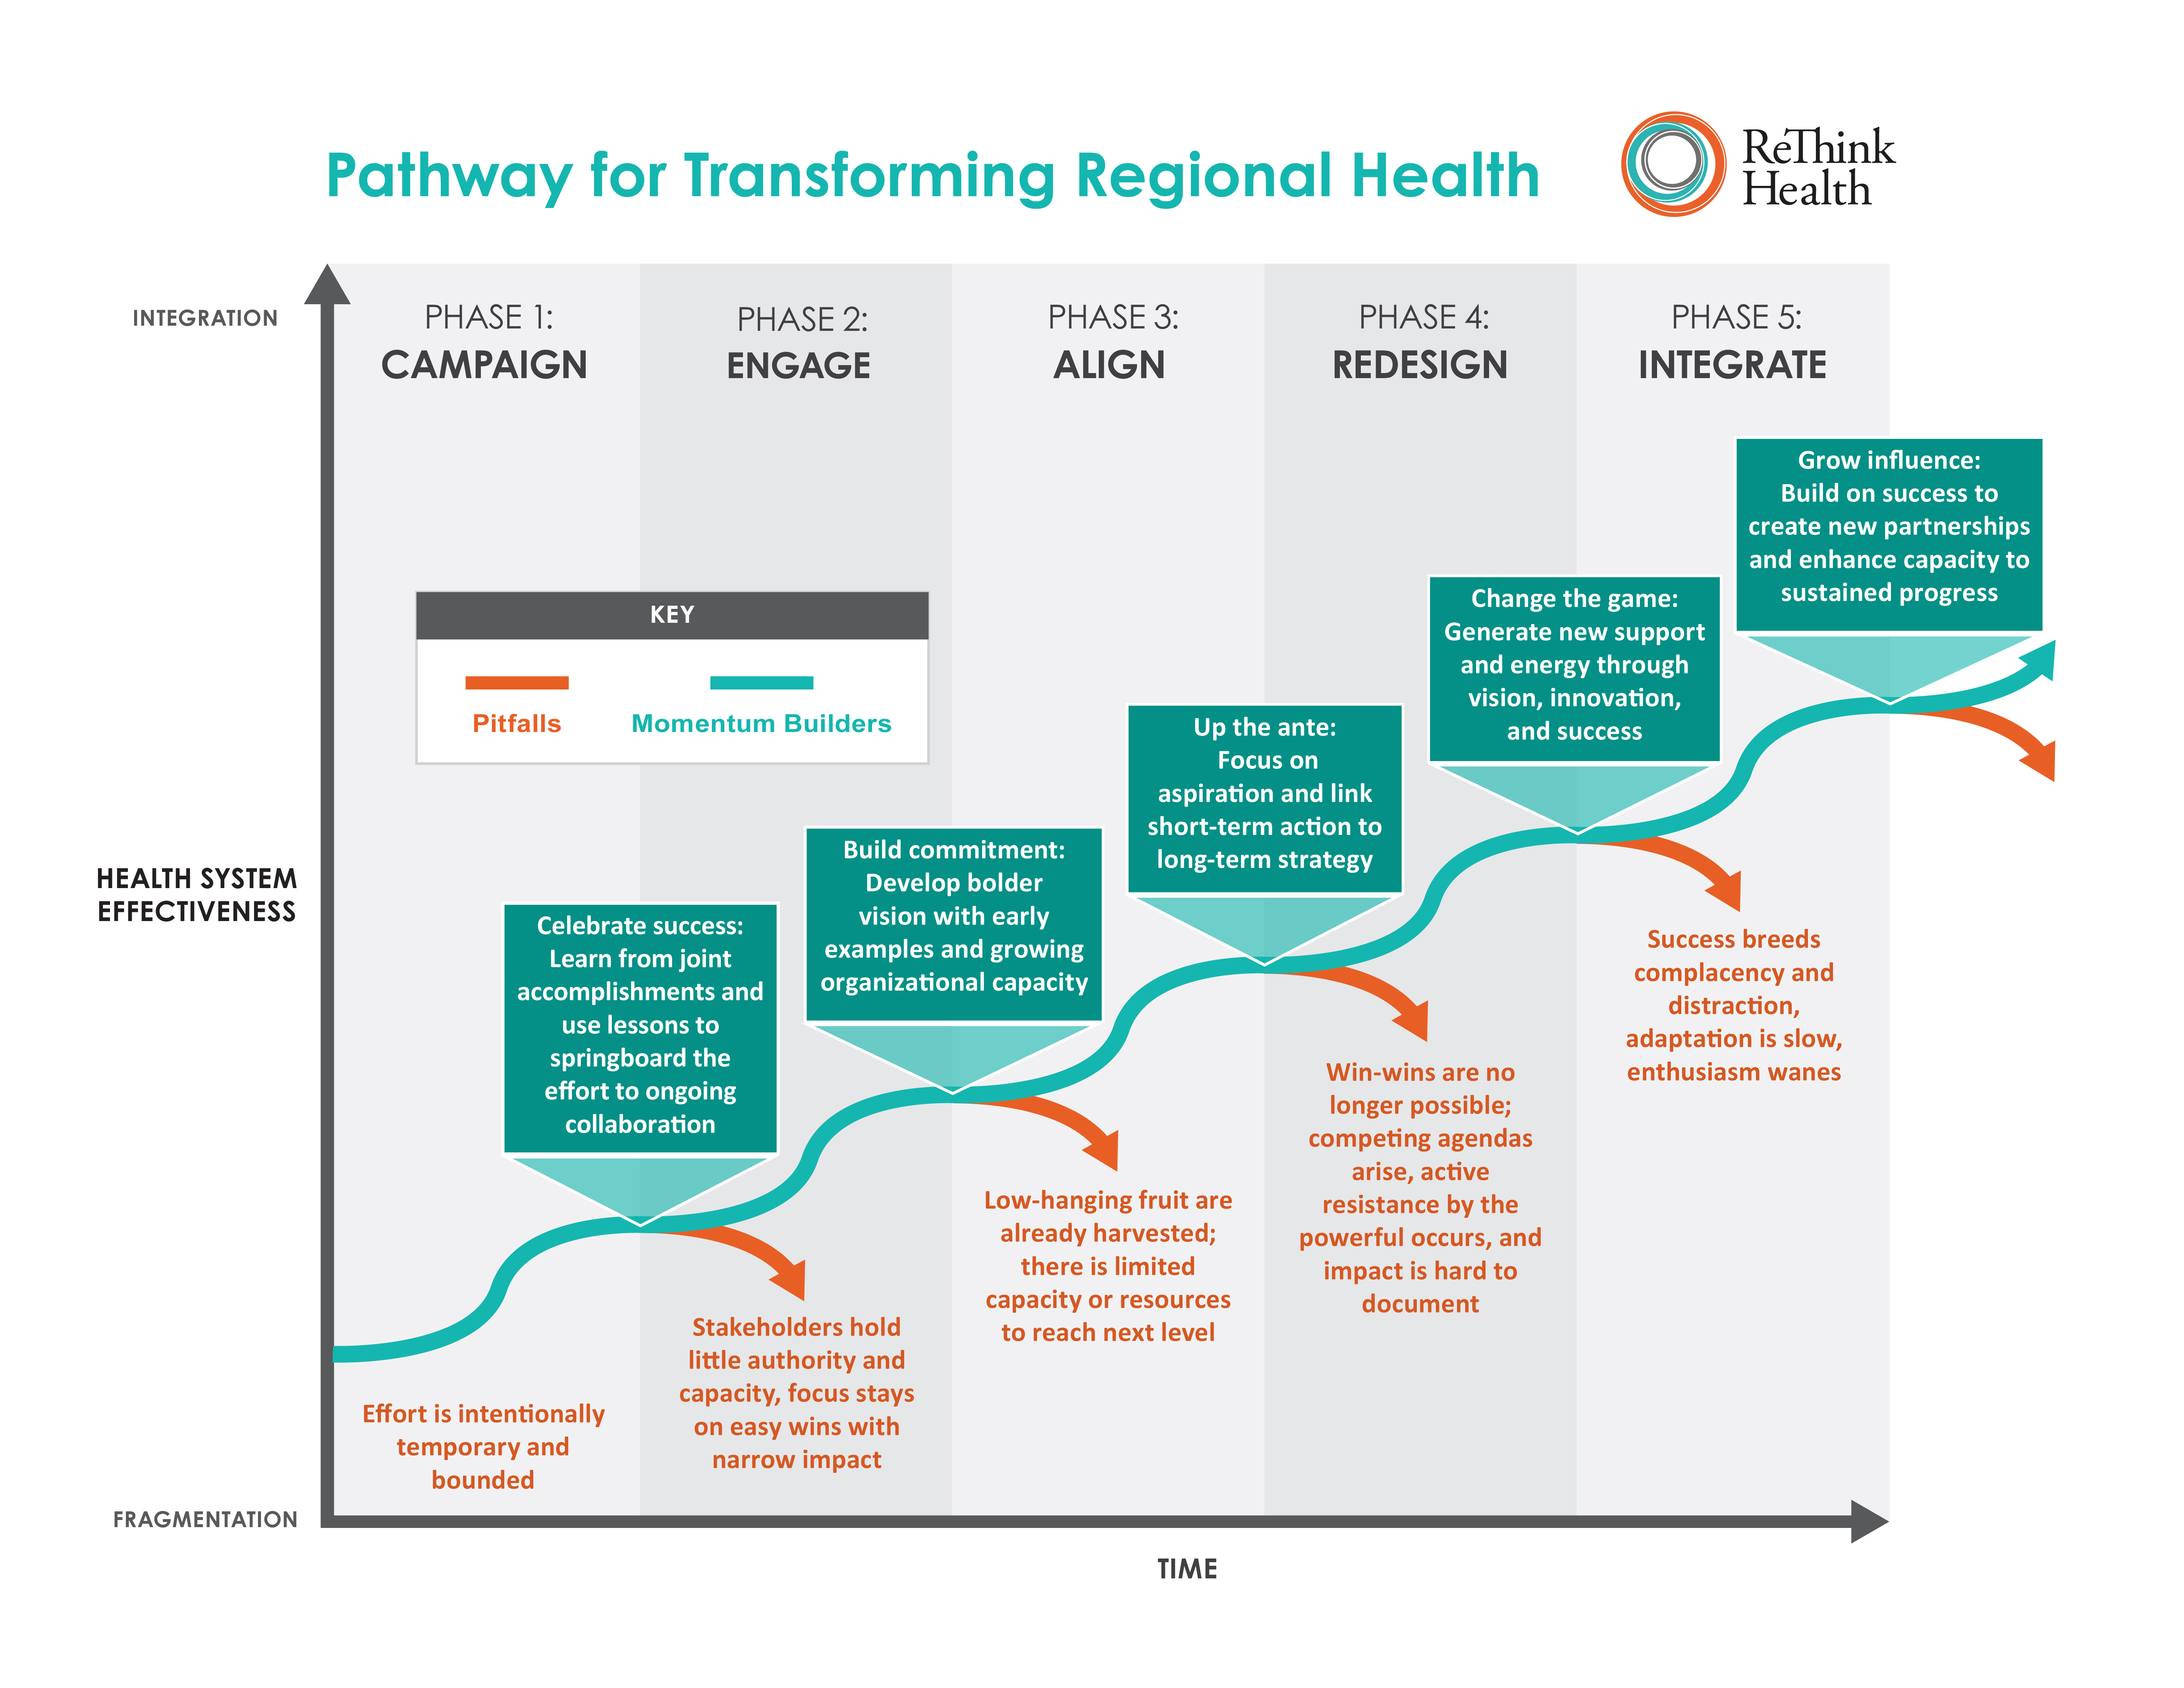 Pathway for Transforming Regional Health
ReThink
Health
INTEGRATION
PHASE 1:
CAMPAIGN
PHASE 2:
ENGAGE
PHASE 3:
ALIGN
PHASE 4:
REDESIGN
PHASE 5:
INTEGRATE
KEY
Pitfalls
Momentum Builders
HEALTH SYSTEM
EFFECTIVENESS
Celebrate success:
Learn from joint
accomplishments and
use lessons to
springboard the
effort to ongoing
collaboration
Build commitment:
Develop bolder
vision with early
examples and growing
organizational capacity
Up the ante:
Focus on
aspiration and link
short-term action to
long-term strategy
Change the game:
Generate new support
and energy through
vision, innovation,
and success
Grow influence:
Build on success to
create new partnerships
and enhance capacity to
sustained progress
Effort is intentionally
temporary and
bounded
Stakeholders hold
little authority and
capacity, focus stays
on easy wins with
narrow impact
Low-hanging fruit are
already harvested;
there is limited
capacity or resources
to reach next level
Win-wins are no
longer possible;
competing agendas
arise, active
resistance by the
powerful occurs, and
impact is hard to
document
Success breeds
complacency and
distraction,
adaptation is slow,
enthusiasm wanes
FRAGMENTATION
TIME